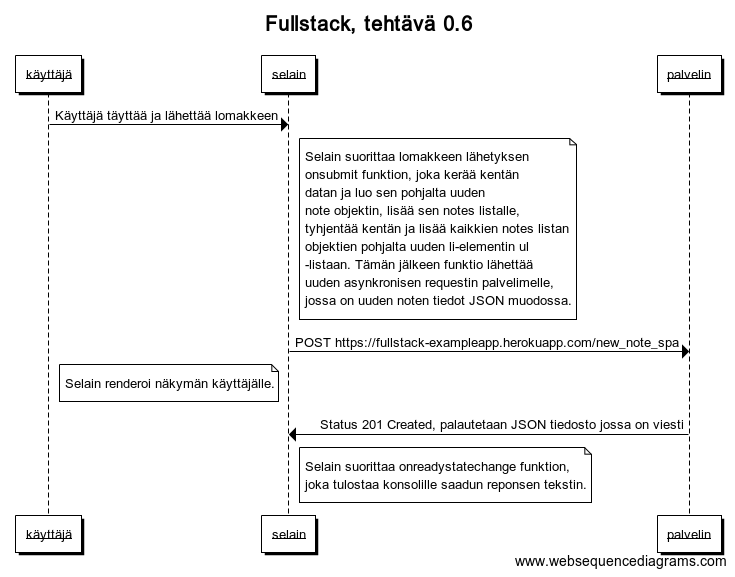 Fullstack, tehtävä 0.6
käyttäjä
selain
palvelin
Käyttäjä täyttää ja lähettää lomakkeen
Selain suorittaa lomakkeen lähetyksen
onsubmit funktion, joka kerää kentän
datan ja luo sen pohjalta uuden
note objektin, lisää sen notes listalle,
tyhjentää kentän ja lisää kaikkien notes listan
objektien pohjalta uuden li-elementin ul
-listaan. Tämän jälkeen funktio lähettää
uuden asynkronisen requestin palvelimelle,
jossa on uuden noten tiedot JSON muodossa.
POST https://fullstack-exampleapp.herokuapp.com/new_note_spa
Selain renderoi näkymän käyttäjälle.
Status 201 Created, palautetaan JSON tiedosto jossa on viesti
Selain suorittaa onreadystatechange funktion,
joka tulostaa konsolille saadun reponsen tekstin.
käyttäjä
selain
palvelin
www.websequencediagrams.com